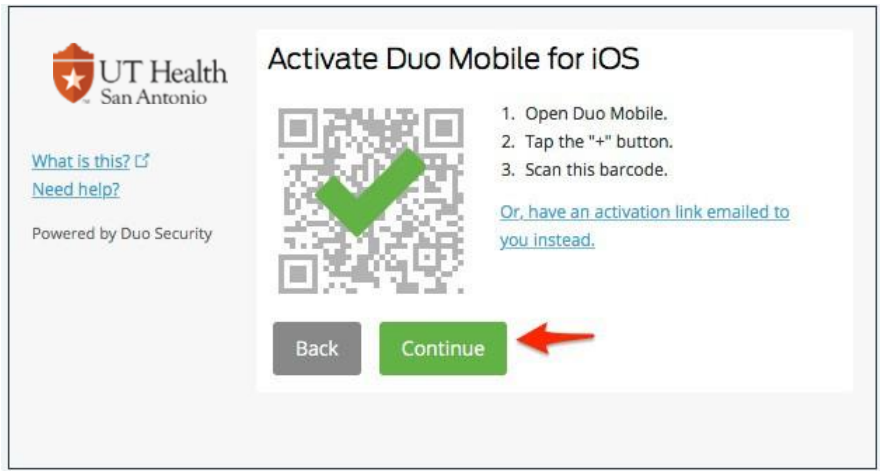 UT Health
San Antonio
What is this?
Need help?
Powered by Duo Security
Activate Duo Mobile for iOS
1. Open Duo Mobile.
2. Tap the "+" button.
3. Scan this barcode.
Or, have an activation link emailed to
you instead.
Back
Continue